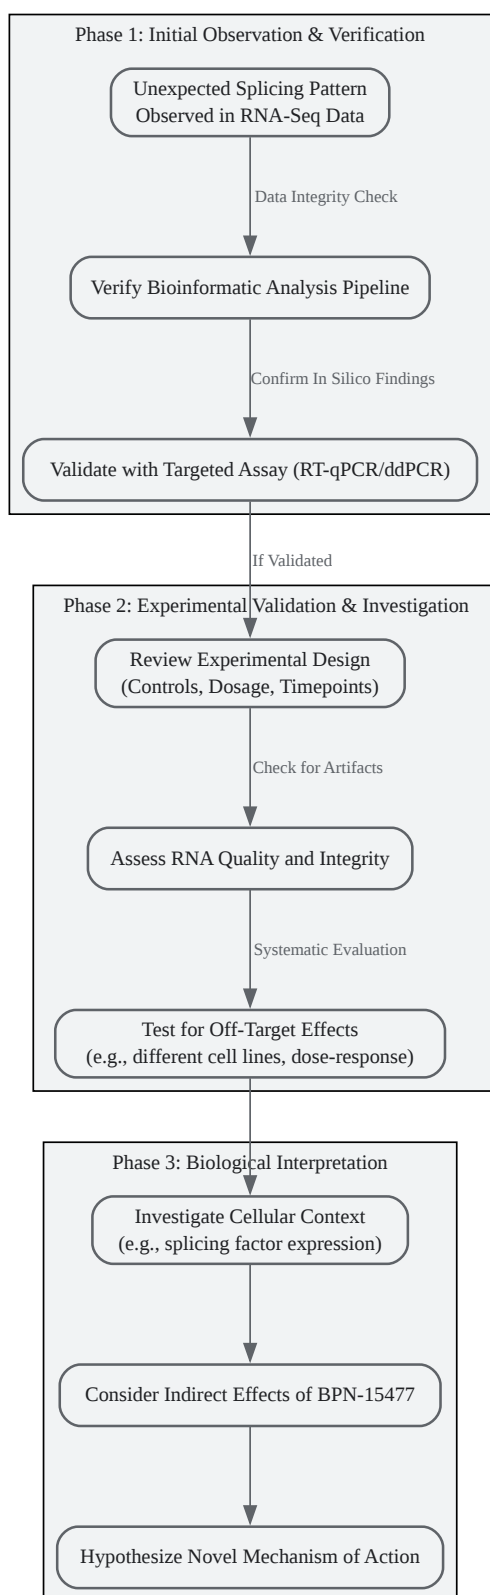 Phase 1: Initial Observation & Verification
Unexpected Splicing Pattern
Observed in RNA-Seq Data
Data Integrity Check
Verify Bioinformatic Analysis Pipeline
Confirm In Silico Findings
Validate with Targeted Assay (RT-qPCR/ddPCR)
If Validated
Phase 2: Experimental Validation & Investigation
Review Experimental Design
(Controls, Dosage, Timepoints)
Check for Artifacts
Assess RNA Quality and Integrity
Systematic Evaluation
Test for Off-Target Effects
(e.g., different cell lines, dose-response)
Phase 3: Biological Interpretation
Investigate Cellular Context
(e.g., splicing factor expression)
Consider Indirect Effects of BPN-15477
Hypothesize Novel Mechanism of Action